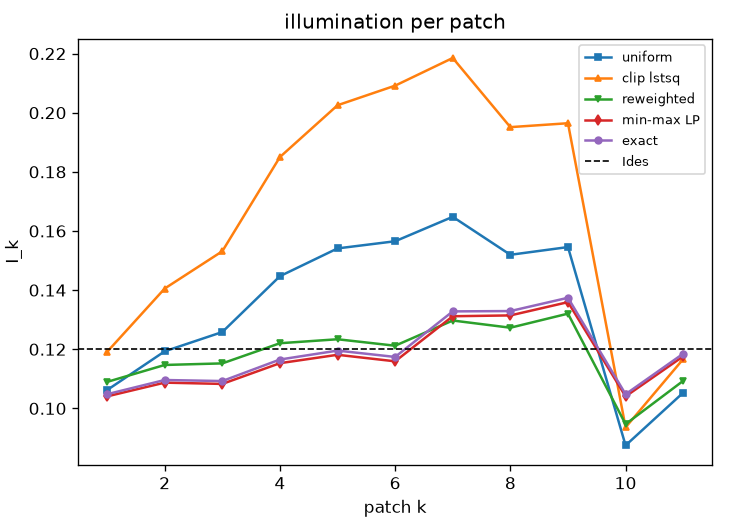 illumination per patch
I_k
0.22
0.20
0.18
0.16
0.14
0.12
0.10
uniform
clip lstsq
reweighted
min-max LP
exact
Ides
2 4 6 8 10
patch k